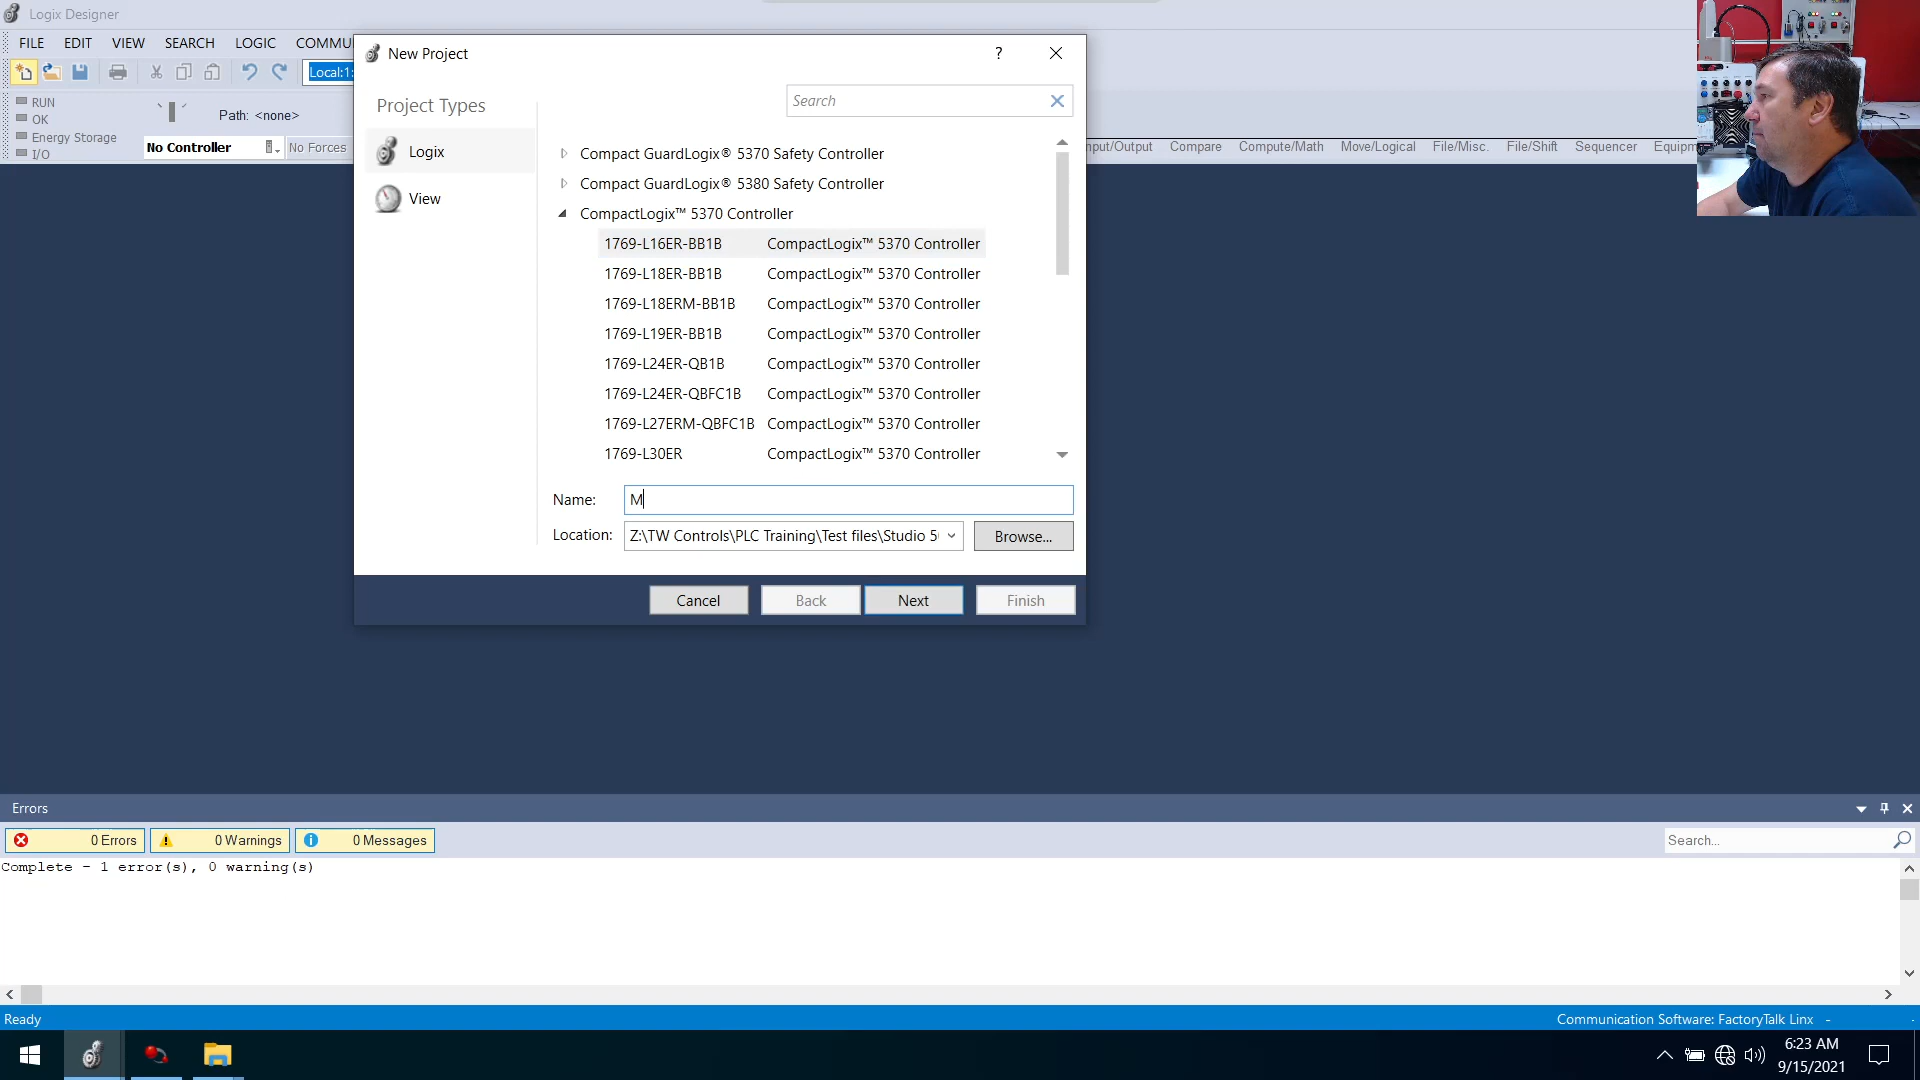 Logix Designer
FILE EDIT VIEW SEARCH LOGIC COMMU
Local:1:
RUN
OK
Energy Storage
I/O
Path: <none>
No Controller
No Forces
nput/Output Compare Compute/Math Move/Logical File/Misc. File/Shift Sequencer Equipm
New Project
?
Project Types
Logix
View
Search
Compact GuardLogix® 5370 Safety Controller
Compact GuardLogix® 5380 Safety Controller
CompactLogix™ 5370 Controller
1769-L16ER-BB1B CompactLogix™ 5370 Controller
1769-L18ER-BB1B CompactLogix™ 5370 Controller
1769-L18ERM-BB1B CompactLogix™ 5370 Controller
1769-L19ER-BB1B CompactLogix™ 5370 Controller
1769-L24ER-QB1B CompactLogix™ 5370 Controller
1769-L24ER-QBFC1B CompactLogix™ 5370 Controller
1769-L27ERM-QBFC1B CompactLogix™ 5370 Controller
1769-L30ER CompactLogix™ 5370 Controller
Name: M
Location: Z:\TW Controls\PLC Training\Test files\Studio 5
Browse...
Cancel Back Next Finish
Errors
0 Errors 0 Warnings 0 Messages
Search...
Complete - 1 error(s), 0 warning(s)
Ready
Communication Software: FactoryTalk Linx -
6:23 AM
9/15/2021